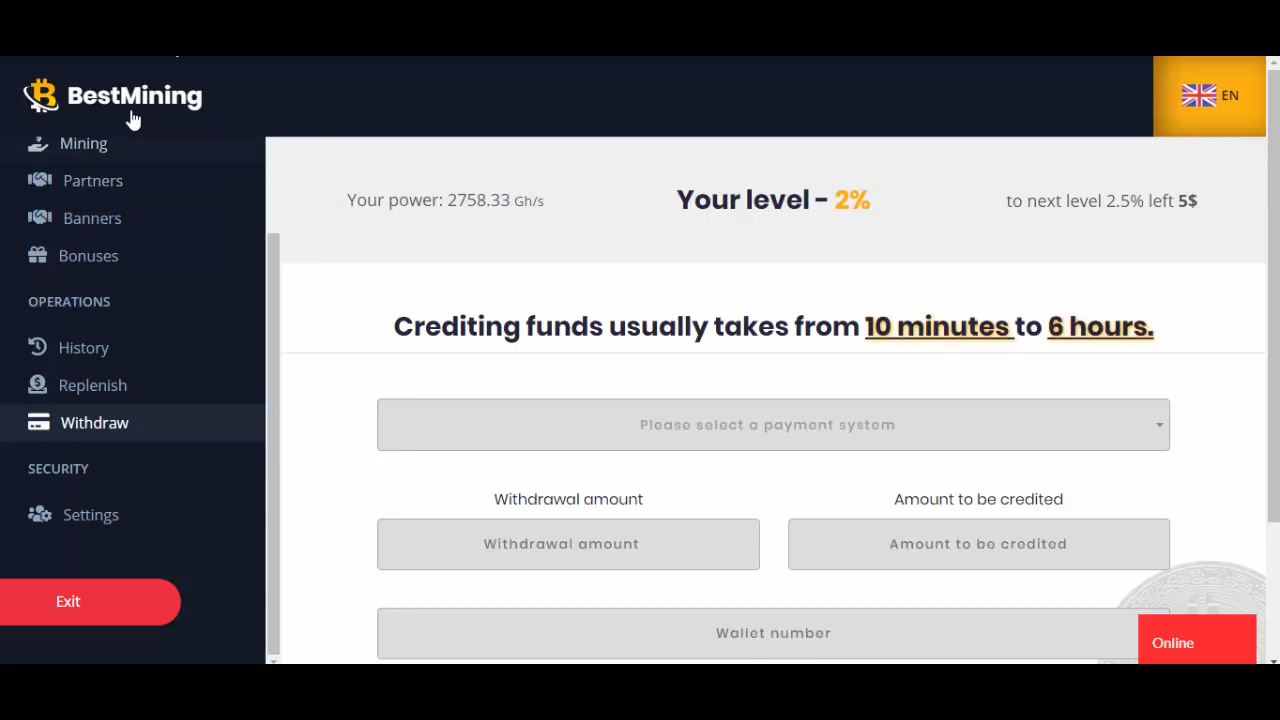 BestMining
EN
Mining
Partners
Banners
Bonuses
OPERATIONS
History
Replenish
Withdraw
SECURITY
Settings
Exit
Your power: 2758.33 Gh/s
Your level - 2%
to next level 2.5% left 5$
Crediting funds usually takes from 10 minutes to 6 hours.
Please select a payment system
Withdrawal amount
Amount to be credited
Withdrawal amount
Amount to be credited
Wallet number
Online